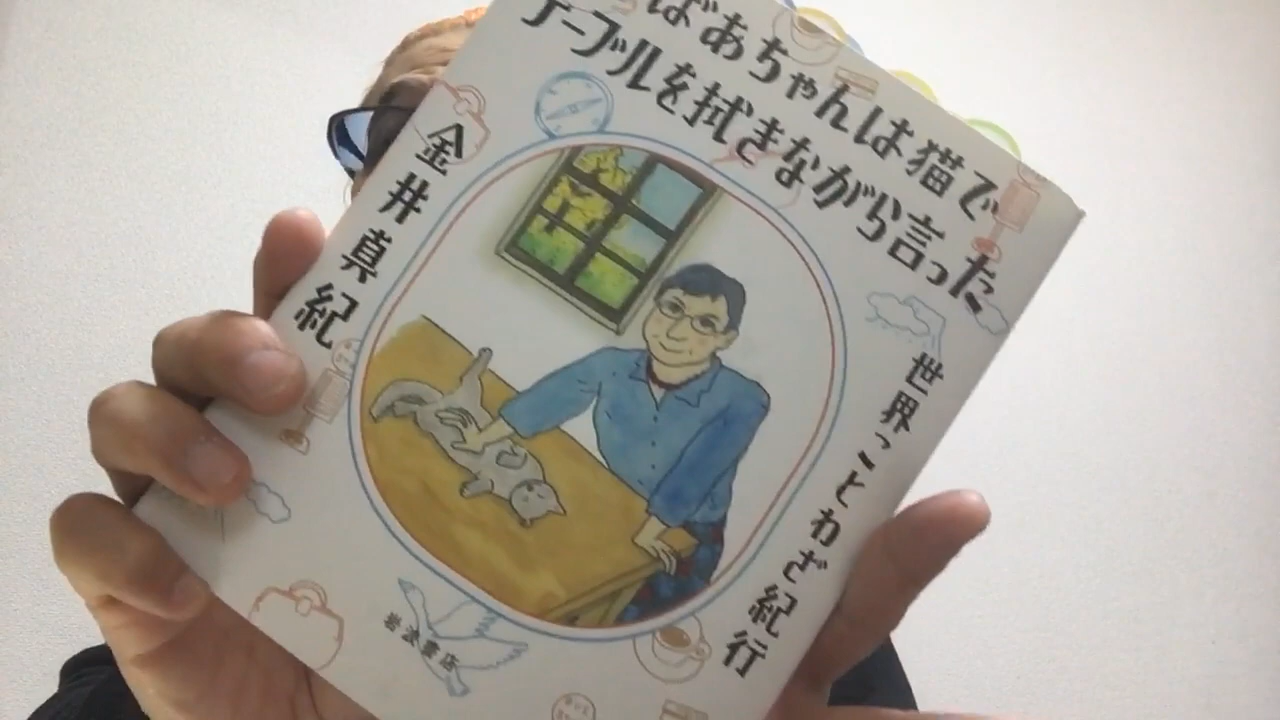 ばあちゃんは猫で
テーブルを拭きながら言った
世界ことわざ紀行
金井真紀
岩波書店